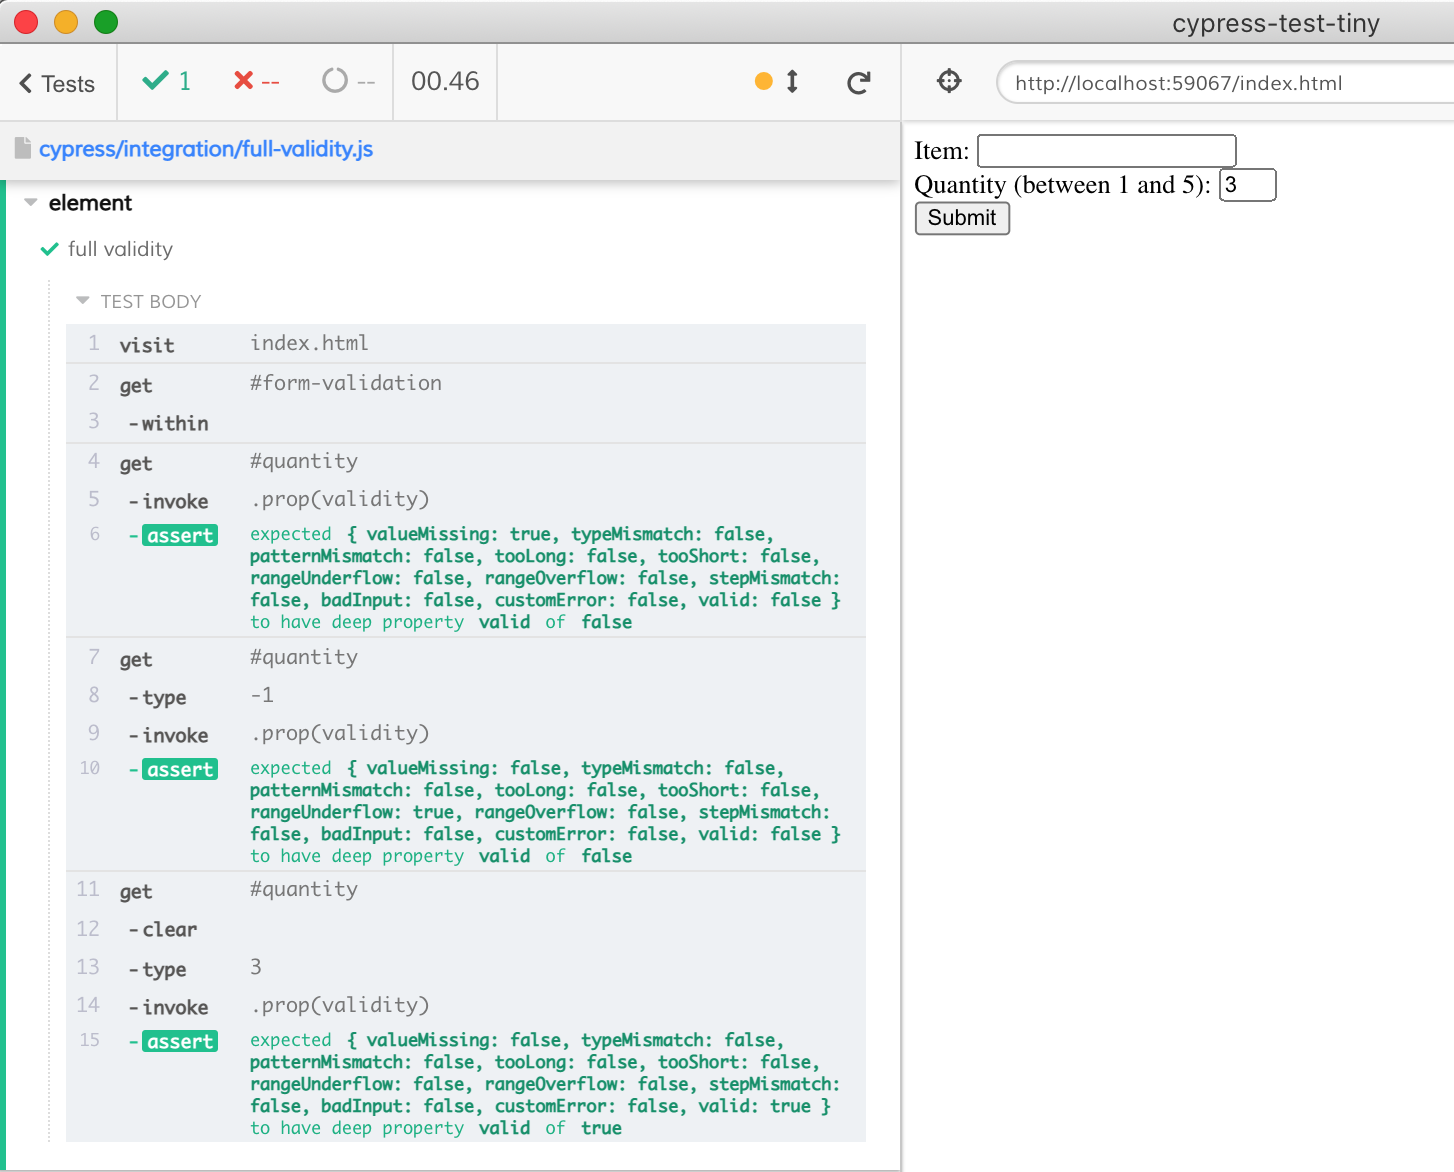 cypress-test-tiny
Tests 1 -- -- 00.46
http://localhost:59067/index.html
cypress/integration/full-validity.js
element
full validity
TEST BODY
1 visit index.html
2 get #form-validation
3 -within
4 get #quantity
5 -invoke .prop(validity)
6 -assert expected { valueMissing: true, typeMismatch: false,
patternMismatch: false, tooLong: false, tooShort: false,
rangeUnderflow: false, rangeOverflow: false, stepMismatch:
false, badInput: false, customError: false, valid: false }
to have deep property valid of false
7 get #quantity
8 -type -1
9 -invoke .prop(validity)
10 -assert expected { valueMissing: false, typeMismatch: false,
patternMismatch: false, tooLong: false, tooShort: false,
rangeUnderflow: true, rangeOverflow: false, stepMismatch:
false, badInput: false, customError: false, valid: false }
to have deep property valid of false
11 get #quantity
12 -clear
13 -type 3
14 -invoke .prop(validity)
15 -assert expected { valueMissing: false, typeMismatch: false,
patternMismatch: false, tooLong: false, tooShort: false,
rangeUnderflow: false, rangeOverflow: false, stepMismatch:
false, badInput: false, customError: false, valid: true }
to have deep property valid of true
Item:
Quantity (between 1 and 5): 3
Submit